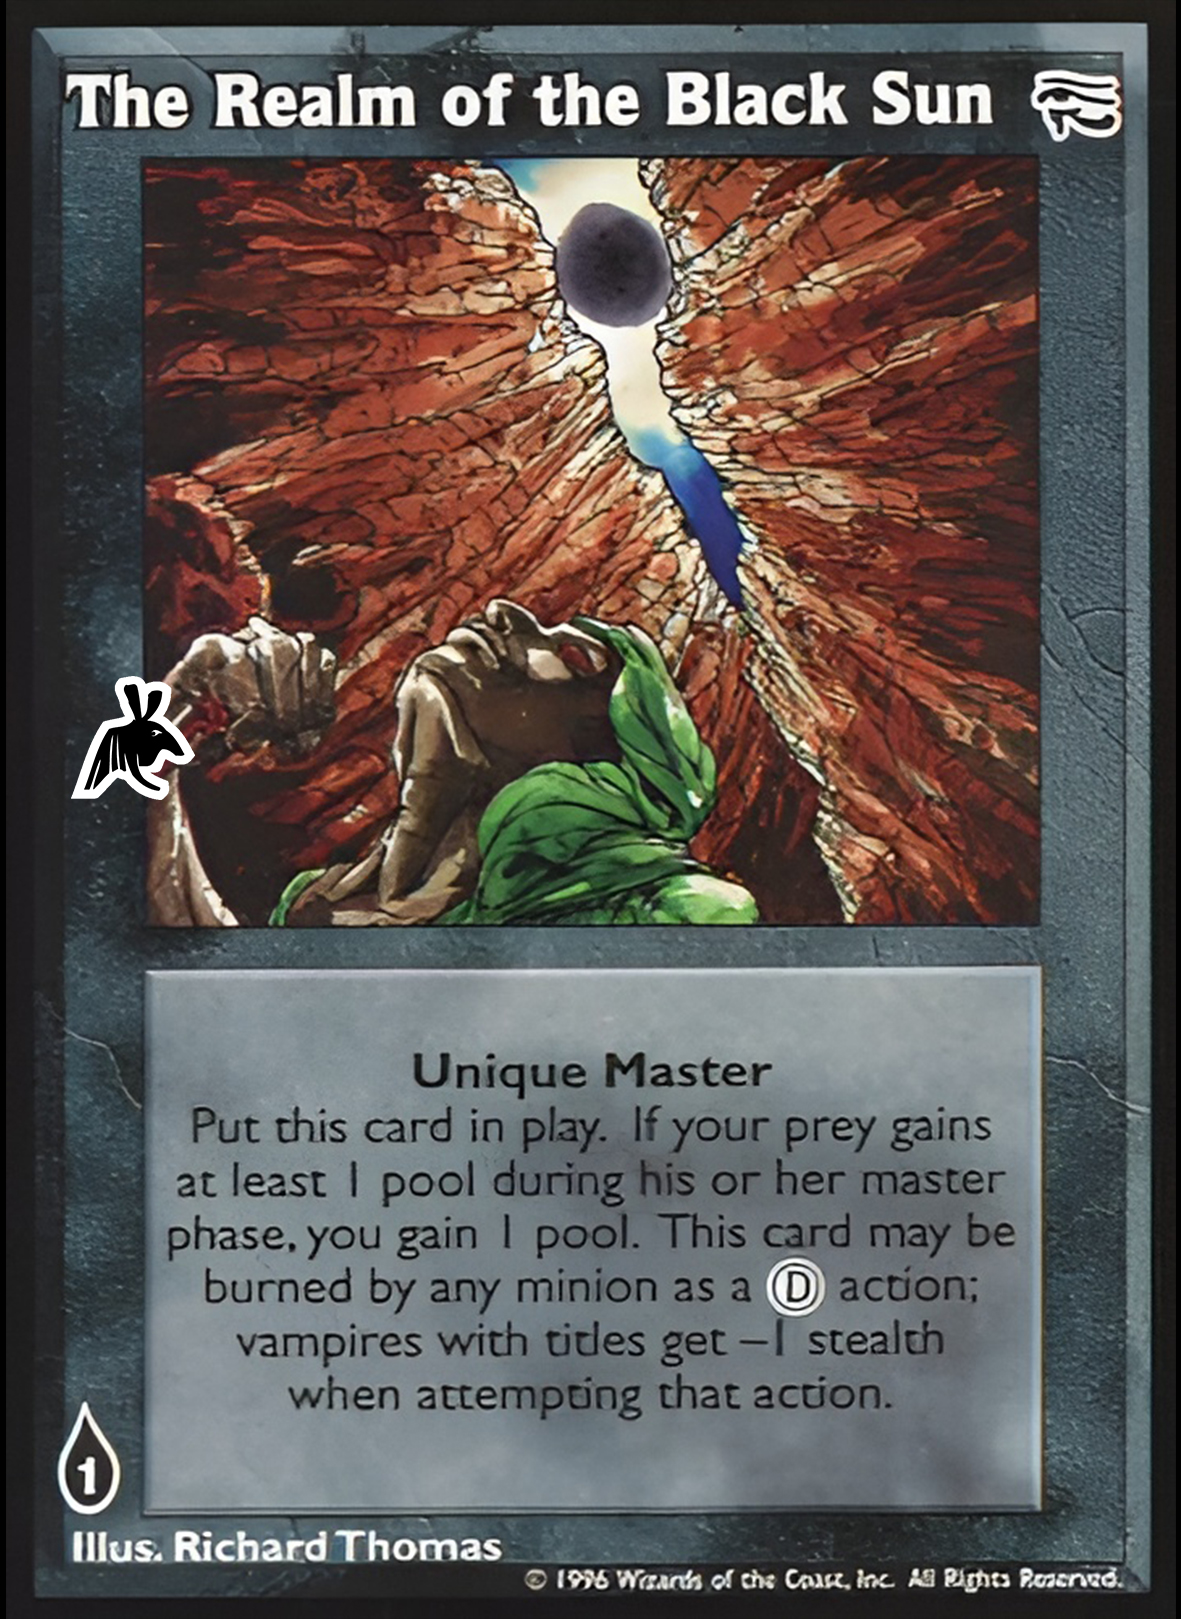 The Realm of the Black Sun
Unique Master
Put this card in play. If your prey gains
at least 1 pool during his or her master
phase, you gain 1 pool. This card may be
burned by any minion as a Ⓓ action;
vampires with titles get –1 stealth
when attempting that action.
1
Illus. Richard Thomas
© 1996 Wizards of the Coast, Inc. All Rights Reserved.